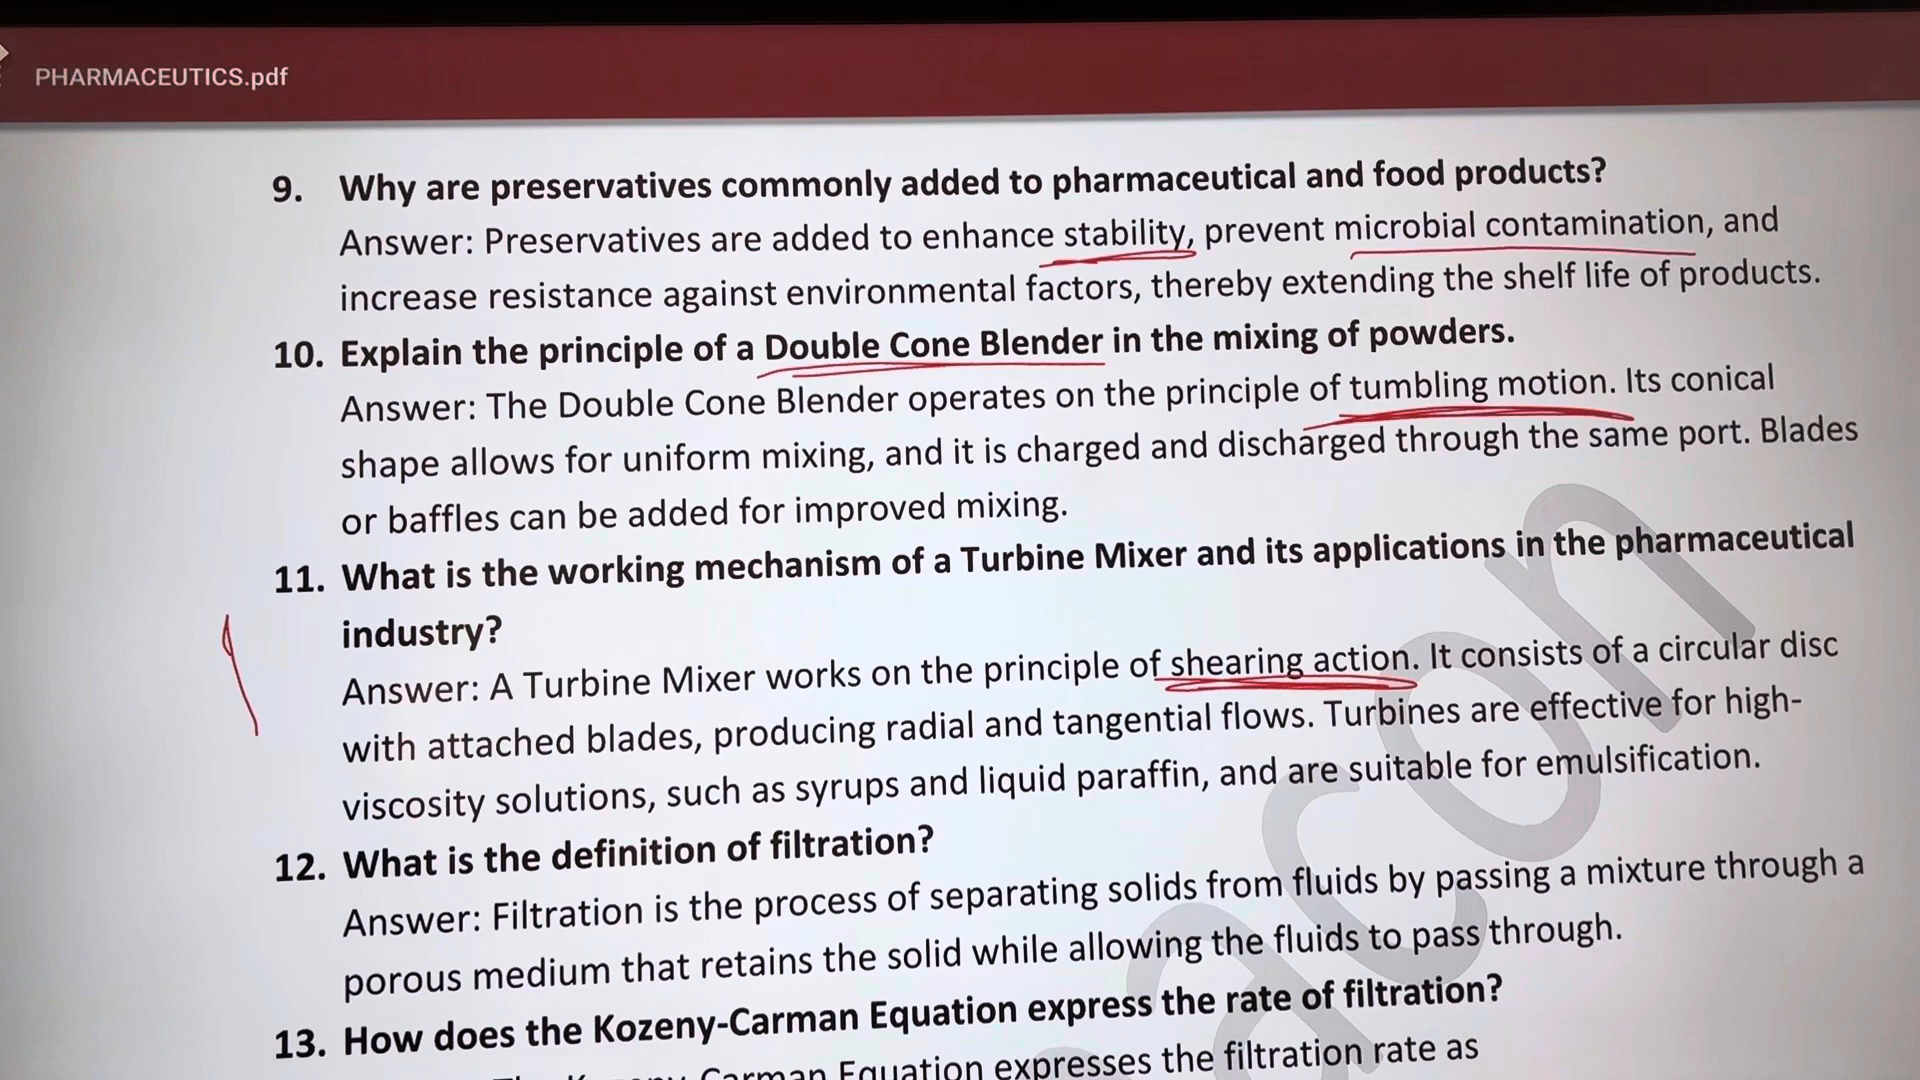 PHARMACEUTICS.pdf
9. Why are preservatives commonly added to pharmaceutical and food products?
Answer: Preservatives are added to enhance stability, prevent microbial contamination, and
increase resistance against environmental factors, thereby extending the shelf life of products.
10. Explain the principle of a Double Cone Blender in the mixing of powders.
Answer: The Double Cone Blender operates on the principle of tumbling motion. Its conical
shape allows for uniform mixing, and it is charged and discharged through the same port. Blades
or baffles can be added for improved mixing.
11. What is the working mechanism of a Turbine Mixer and its applications in the pharmaceutical
industry?
Answer: A Turbine Mixer works on the principle of shearing action. It consists of a circular disc
with attached blades, producing radial and tangential flows. Turbines are effective for high-
viscosity solutions, such as syrups and liquid paraffin, and are suitable for emulsification.
12. What is the definition of filtration?
Answer: Filtration is the process of separating solids from fluids by passing a mixture through a
porous medium that retains the solid while allowing the fluids to pass through.
13. How does the Kozeny-Carman Equation express the rate of filtration?
The Kozeny-Carman Equation expresses the filtration rate as